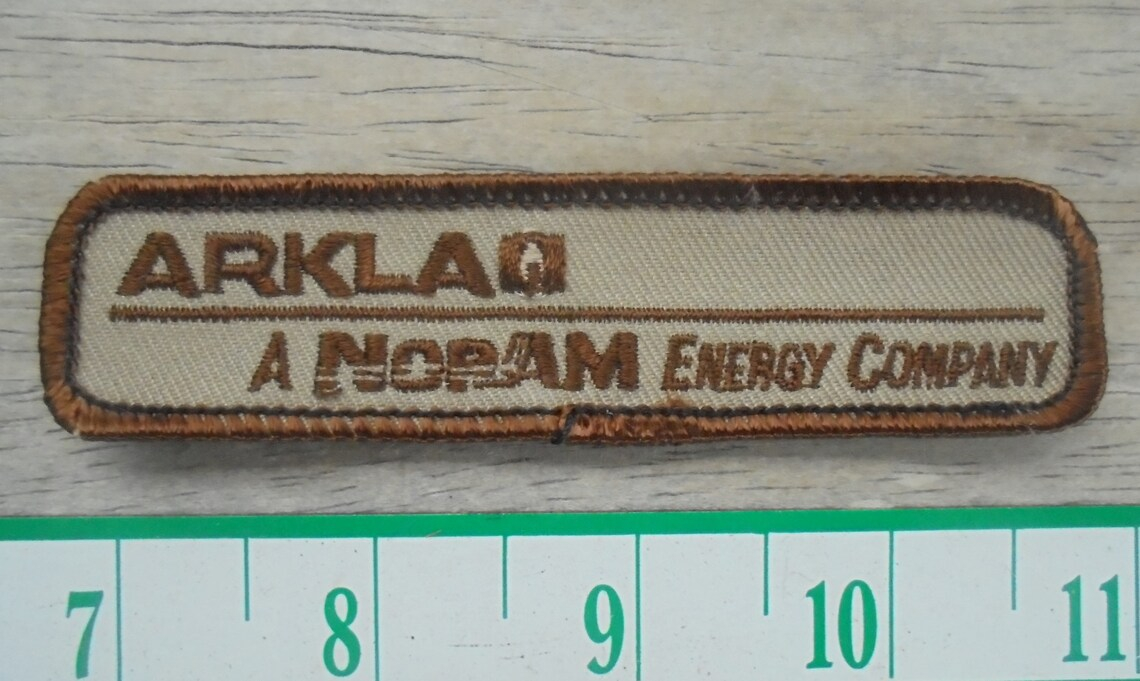 ARKLA
A NORAM ENERGY COMPANY
7 8 9 10 11